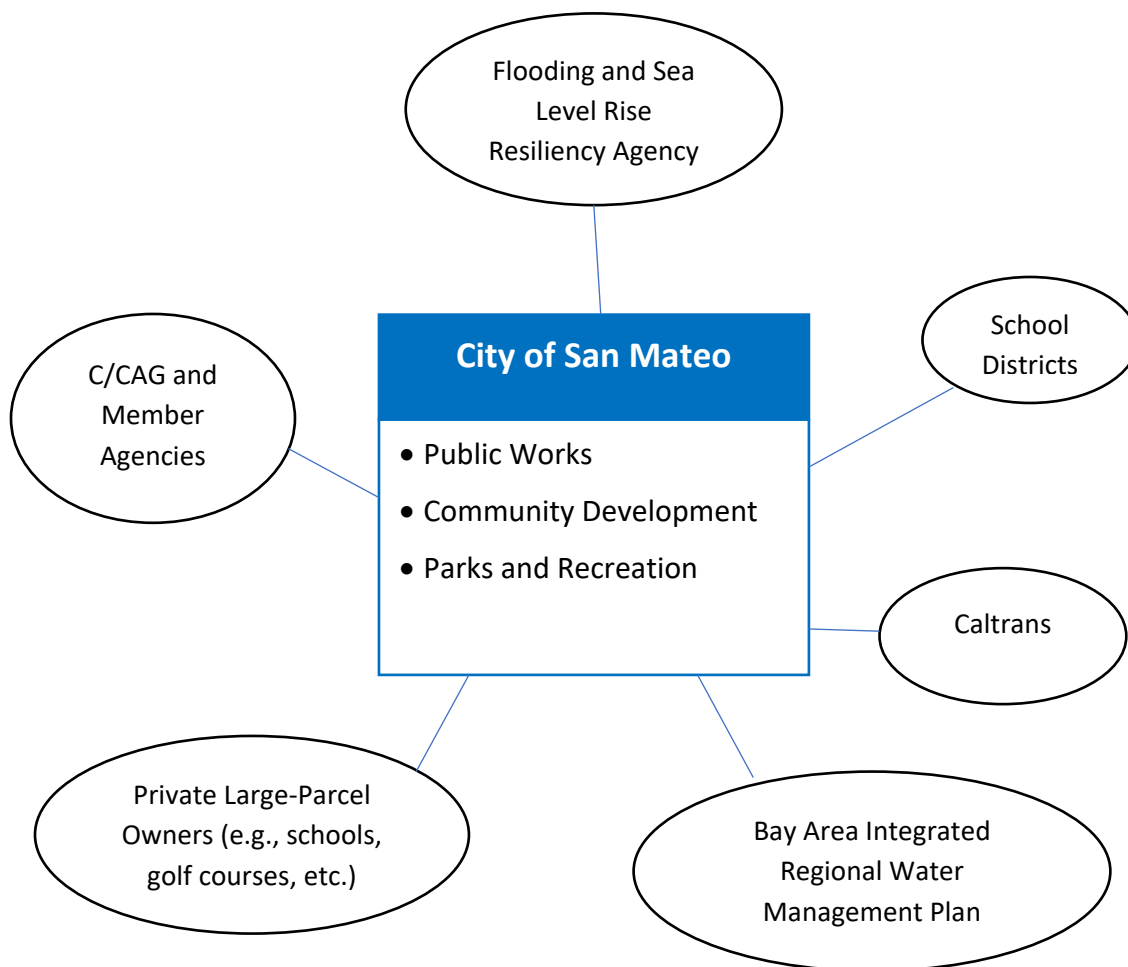 Flooding and Sea
Level Rise
Resiliency Agency
School
Districts
City of San Mateo
C/CAG and
Member
Agencies
• Public Works
• Community Development
• Parks and Recreation
Caltrans
Private Large-Parcel
Owners (e.g., schools,
golf courses, etc.)
Bay Area Integrated
Regional Water
Management Plan